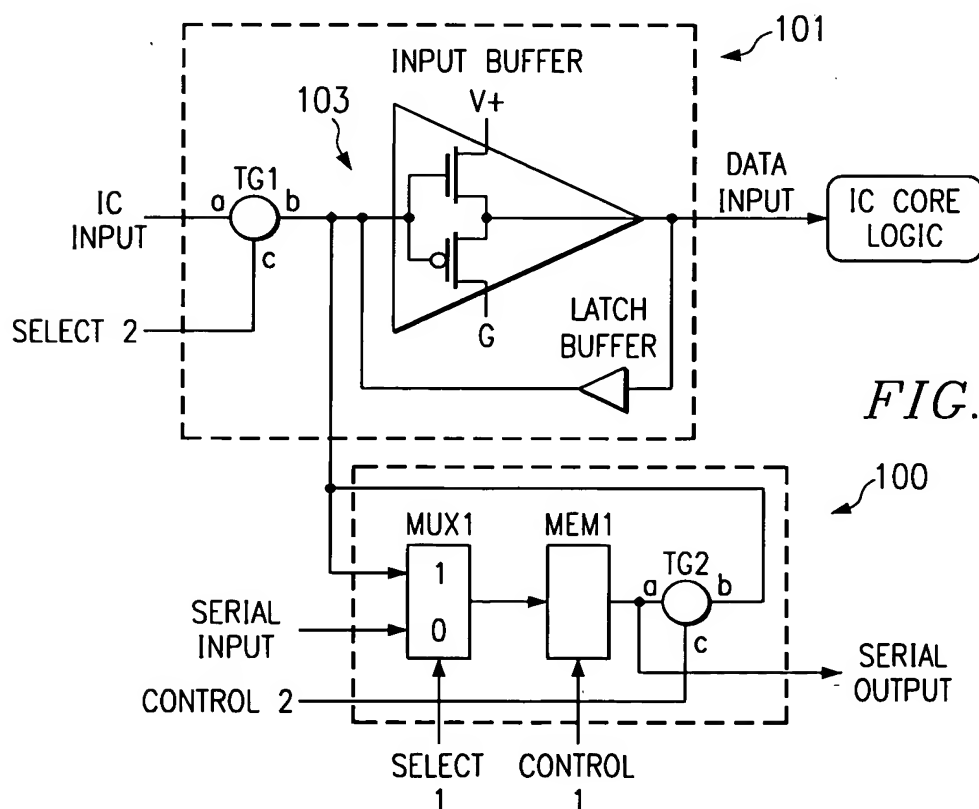 101
INPUT BUFFER
V+
103
TG1
a
b
c
IC
INPUT
DATA
INPUT
IC CORE
LOGIC
G
SELECT 2
LATCH
BUFFER
FIG.
100
MUX1
MEM1
TG2
1
0
a
b
c
SERIAL
INPUT
SERIAL
OUTPUT
CONTROL 2
SELECT
1
CONTROL
1